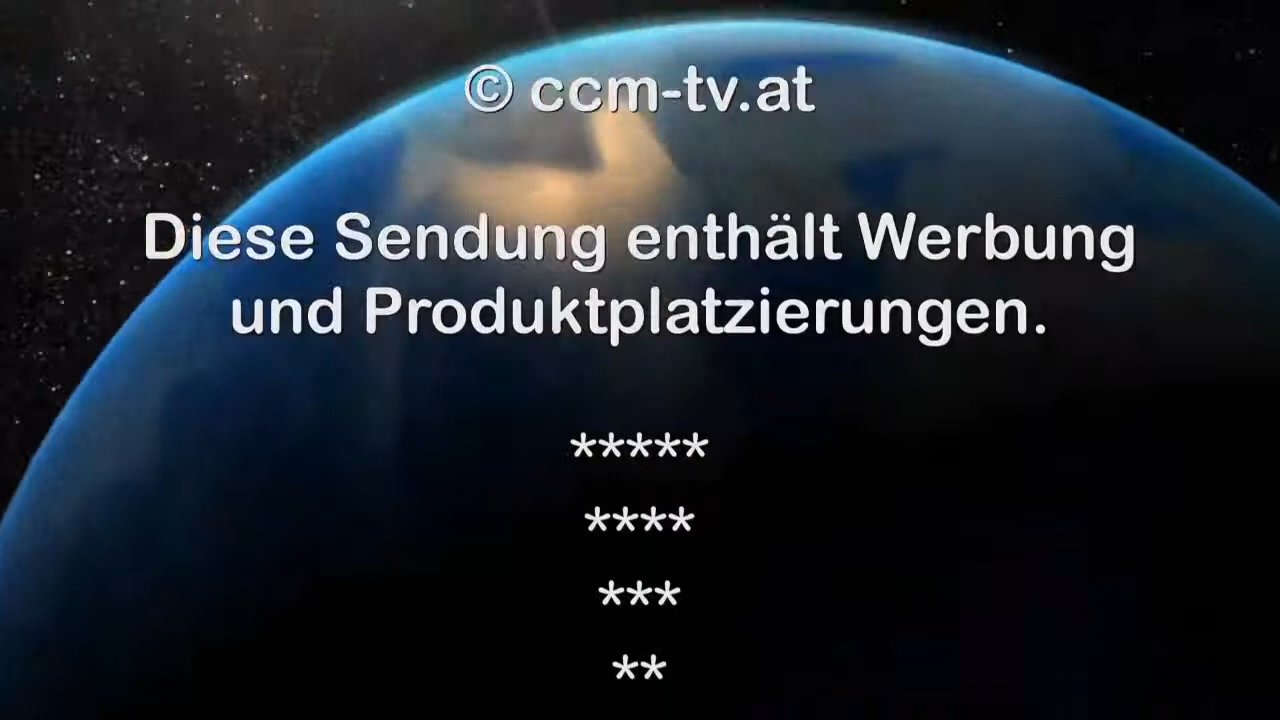 © ccm-tv.at
Diese Sendung enthält Werbung
und Produktplatzierungen.
*****
****
***
**